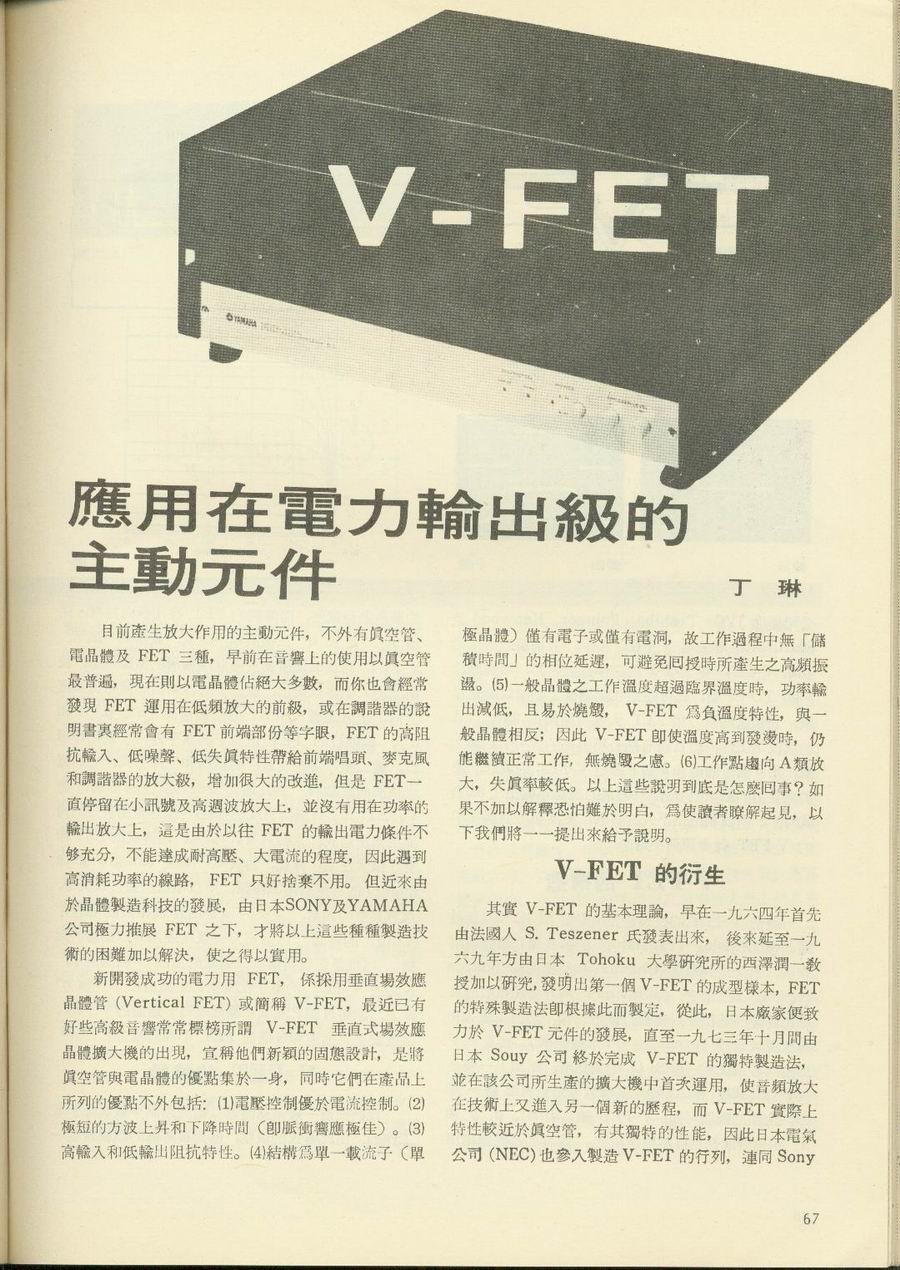 V-FET
YAMAHA
應用在電力輸出級的
主動元件
丁 琳
目前產生放大作用的主動元件，不外有眞空管、
電晶體及 FET 三種，早前在音響上的使用以眞空管
最普遍，現在則以電晶體佔絕大多數，而你也會經常
發現 FET 運用在低頻放大的前級，或在調諧器的說
明書裏經常會有 FET 前端部份等字眼，FET 的高阻
抗輸入、低噪聲、低失眞特性帶給前端唱頭、麥克風
和調諧器的放大級，增加很大的改進，但是 FET一
直停留在小訊號及高週波放大上，並沒有用在功率的
輸出放大上，這是由於以往 FET 的輸出電力條件不
够充分，不能達成耐高壓、大電流的程度，因此遇到
高消耗功率的線路， FET 只好捨棄不用。但近來由
於晶體製造科技的發展，由日本SONY及YAMAHA
公司極力推展 FET 之下，才將以上這些種種製造技
術的困難加以解決，使之得以實用。
新開發成功的電力用 FET， 係採用垂直場效應
晶體管 (Vertical FET) 或簡稱 V-FET，最近已有
好些高級音響常常標榜所謂 V-FET 垂直式場效應
晶體擴大機的出現，宣稱他們新穎的固態設計，是將
眞空管與電晶體的優點集於一身，同時它們在產品上
所列的優點不外包括：⑴電壓控制優於電流控制。⑵
極短的方波上昇和下降時間（卽脈衝響應極佳）。⑶
高輸入和低輸出阻抗特性。⑷結構爲單一載流子（單
極晶體）僅有電子或僅有電洞，故工作過程中無「儲
積時間」的相位延遲，可避免回授時所產生之高頻振
盪。⑸一般晶體之工作溫度超過臨界溫度時，功率輸
出減低，且易於燒燬， V-FET 爲負溫度特性，與一
般晶體相反；因此 V-FET 卽使溫度高到發燙時，仍
能繼續正常工作，無燒毀之慮。⑹工作點趨向A類放
大，失眞率較低。以上這些說明到底是怎麼回事？如
果不加以解釋恐怕難於明白，爲使讀者瞭解起見，以
下我們將一一提出來給予說明。
V-FET 的衍生
其實 V-FET 的基本理論，早在一九六四年首先
由法國人 S. Teszener 氏發表出來， 後來延至一九
六九年方由日本 Tohoku 大學硏究所的西澤潤一敎
授加以硏究，發明出第一個 V-FET 的成型樣本，FET
的特殊製造法卽根據此而製定，從此，日本廠家便致
力於 V-FET 元件的發展，直至一九七三年十月間由
日本 Souy 公司終於完成 V-FET 的獨特製造法，
並在該公司所生產的擴大機中首次運用，使音頻放大
在技術上又進入另一個新的歷程，而 V-FET 實際上
特性較近於眞空管，有其獨特的性能，因此日本電氣
公司 (NEC) 也參入製造 V-FET 的行列，連同 Sony
67